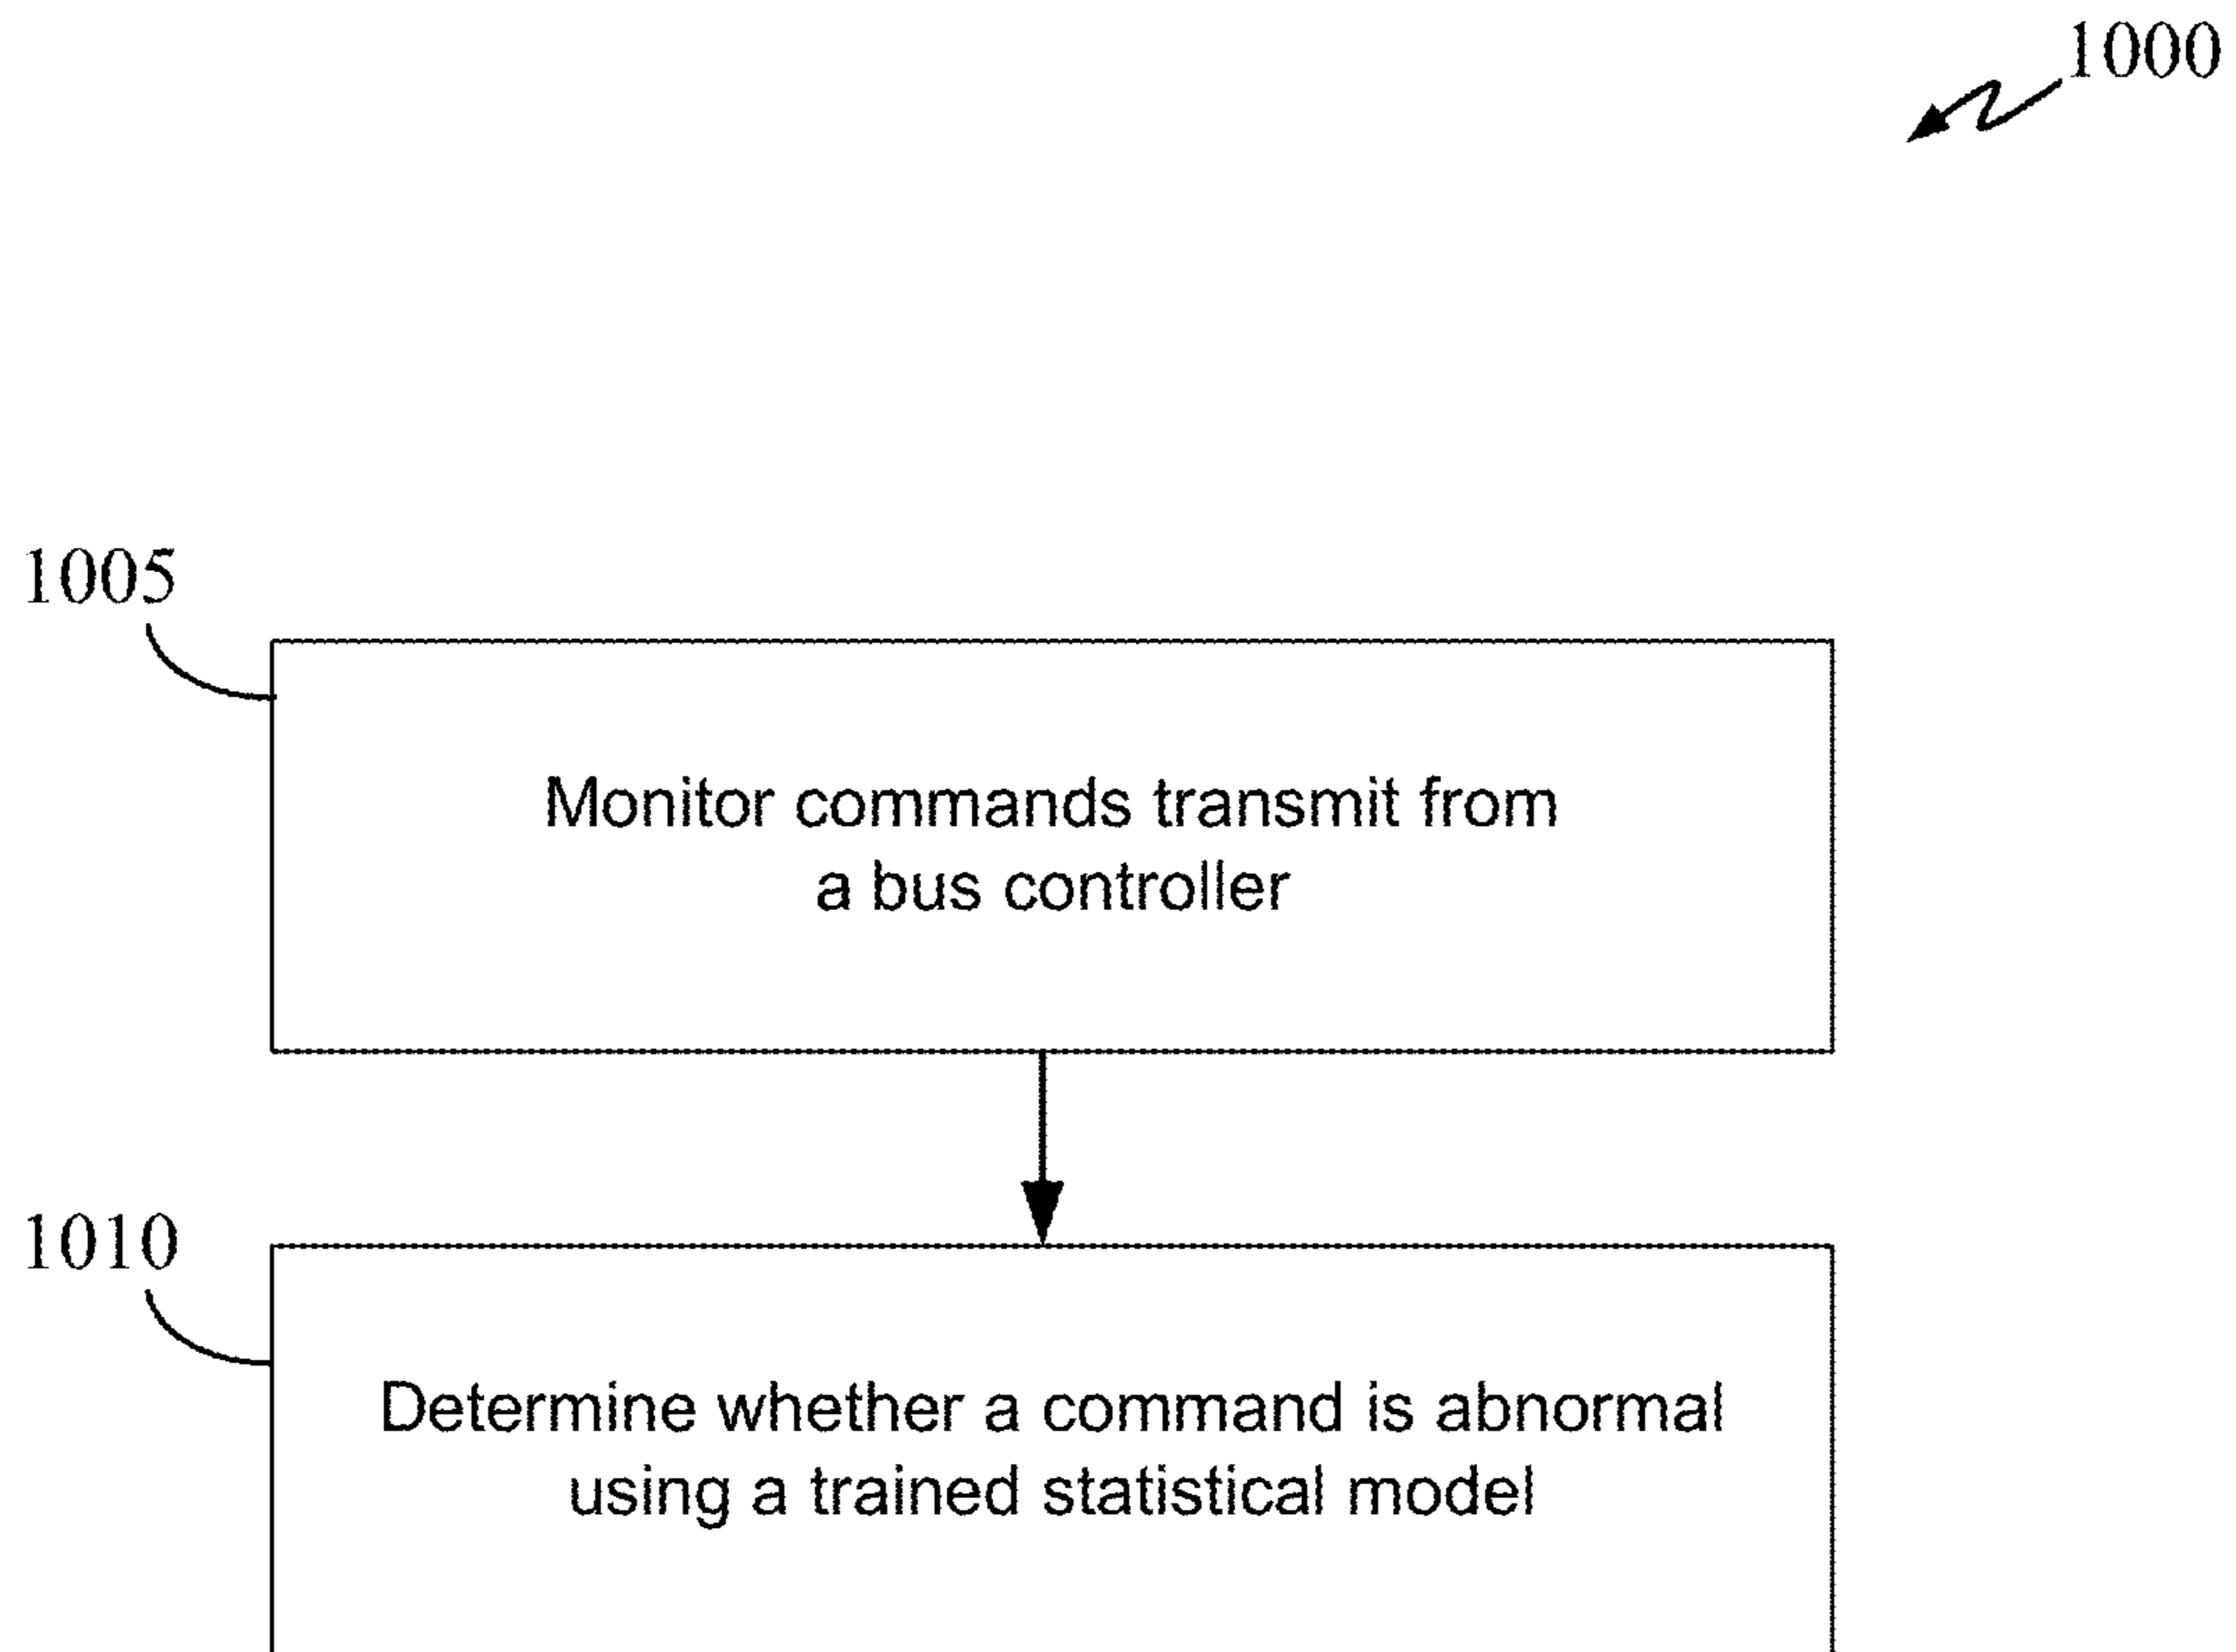 1000
1005
Monitor commands transmit from
a bus controller
1010
Determine whether a command is abnormal
using a trained statistical model